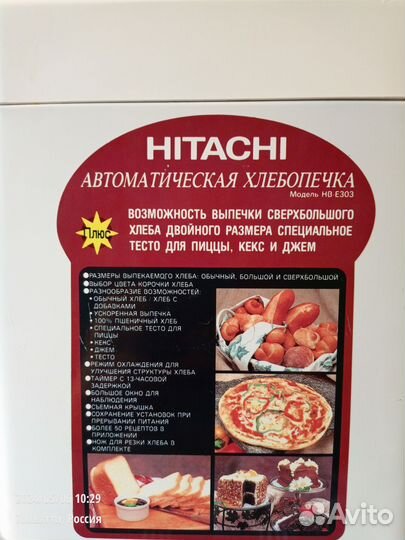 HITACHI
АВТОМАТИЧЕСКАЯ ХЛЕБОПЕЧКА
Модель HB-E303
Плюс
ВОЗМОЖНОСТЬ ВЫПЕЧКИ СВЕРХБОЛЬШОГО
ХЛЕБА ДВОЙНОГО РАЗМЕРА СПЕЦИАЛЬНОЕ
ТЕСТО ДЛЯ ПИЦЦЫ, КЕКС И ДЖЕМ
●РАЗМЕРЫ ВЫПЕКАЕМОГО ХЛЕБА: ОБЫЧНЫЙ, БОЛЬШОЙ И СВЕРХБОЛЬШОЙ
●ВЫБОР ЦВЕТА КОРОЧКИ ХЛЕБА
●РАЗНООБРАЗИЕ ВОЗМОЖНОСТЕЙ:
• ОБЫЧНЫЙ ХЛЕБ / ХЛЕБ С
ДОБАВКАМИ
• УСКОРЕННАЯ ВЫПЕЧКА
• 100% ПШЕНИЧНЫЙ ХЛЕБ
• СПЕЦИАЛЬНОЕ ТЕСТО ДЛЯ
ПИЦЦЫ
• КЕКС
• ДЖЕМ
• ТЕСТО
●РЕЖИМ ОХЛАЖДЕНИЯ ДЛЯ
УЛУЧШЕНИЯ СТРУКТУРЫ ХЛЕБА
●ТАЙМЕР С 13-ЧАСОВОЙ
ЗАДЕРЖКОЙ
●БОЛЬШОЕ ОКНО ДЛЯ
НАБЛЮДЕНИЯ
●СЪЕМНАЯ КРЫШКА
●СОХРАНЕНИЕ УСТАНОВОК ПРИ
ПРЕРЫВАНИИ ПИТАНИЯ
●БОЛЕЕ 50 РЕЦЕПТОВ В
ПРИЛОЖЕНИИ
●НОЖ ДЛЯ РЕЗКИ ХЛЕБА В
КОМПЛЕКТЕ
10:29
Россия
Avito